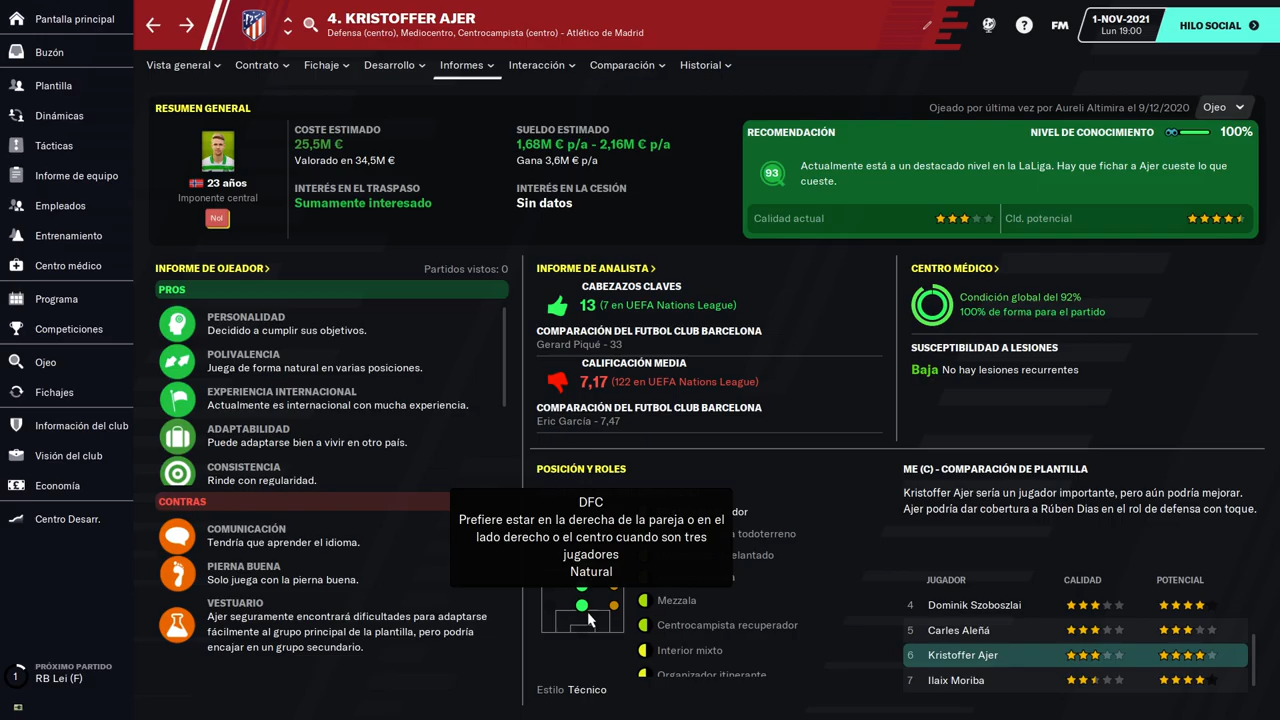 Pantalla principal
Buzón
Plantilla
Dinámicas
Tácticas
Informe de equipo
Empleados
Entrenamiento
Centro médico
Programa
Competiciones
Ojeo
Fichajes
Información del club
Visión del club
Economía
Centro Desarr.
1
PRÓXIMO PARTIDO
RB Lei (F)
4. KRISTOFFER AJER
Defensa (centro), Mediocentro, Centrocampista (centro) - Atlético de Madrid
?
FM
1-NOV-2021
Lun 19:00
HILO SOCIAL
Vista general
Contrato
Fichaje
Desarrollo
Informes
Interacción
Comparación
Historial
RESUMEN GENERAL
Ojeado por última vez por Aureli Altimira el 9/12/2020
Ojeo
23 años
Imponente central
Nol
COSTE ESTIMADO
25,5M €
Valorado en 34,5M €
INTERÉS EN EL TRASPASO
Sumamente interesado
SUELDO ESTIMADO
1,68M € p/a - 2,16M € p/a
Gana 3,6M € p/a
INTERÉS EN LA CESIÓN
Sin datos
RECOMENDACIÓN
NIVEL DE CONOCIMIENTO 100%
93
Actualmente está a un destacado nivel en la LaLiga. Hay que fichar a Ajer cueste lo que
cueste.
Calidad actual
Cld. potencial
INFORME DE OJEADOR
Partidos vistos: 0
PROS
PERSONALIDAD
Decidido a cumplir sus objetivos.
POLIVALENCIA
Juega de forma natural en varias posiciones.
EXPERIENCIA INTERNACIONAL
Actualmente es internacional con mucha experiencia.
ADAPTABILIDAD
Puede adaptarse bien a vivir en otro país.
CONSISTENCIA
Rinde con regularidad.
CONTRAS
COMUNICACIÓN
Tendría que aprender el idioma.
PIERNA BUENA
Solo juega con la pierna buena.
VESTUARIO
Ajer seguramente encontrará dificultades para adaptarse
fácilmente al grupo principal de la plantilla, pero podría
encajar en un grupo secundario.
INFORME DE ANALISTA
CABEZAZOS CLAVES
13 (7 en UEFA Nations League)
COMPARACIÓN DEL FUTBOL CLUB BARCELONA
Gerard Piqué - 33
CALIFICACIÓN MEDIA
7,17 (122 en UEFA Nations League)
COMPARACIÓN DEL FUTBOL CLUB BARCELONA
Eric García - 7,47
CENTRO MÉDICO
Condición global del 92%
100% de forma para el partido
SUSCEPTIBILIDAD A LESIONES
Baja No hay lesiones recurrentes
POSICIÓN Y ROLES
DFC
Prefiere estar en la derecha de la pareja o en el
lado derecho o el centro cuando son tres
jugadores
Natural
Mezzala
Centrocampista recuperador
Interior mixto
Organizador itinerante
Estilo Técnico
ME (C) - COMPARACIÓN DE PLANTILLA
Kristoffer Ajer sería un jugador importante, pero aún podría mejorar.
Ajer podría dar cobertura a Rúben Dias en el rol de defensa con toque.
JUGADOR CALIDAD POTENCIAL
4 Dominik Szoboszlai
5 Carles Aleñá
6 Kristoffer Ajer
7 Ilaix Moriba